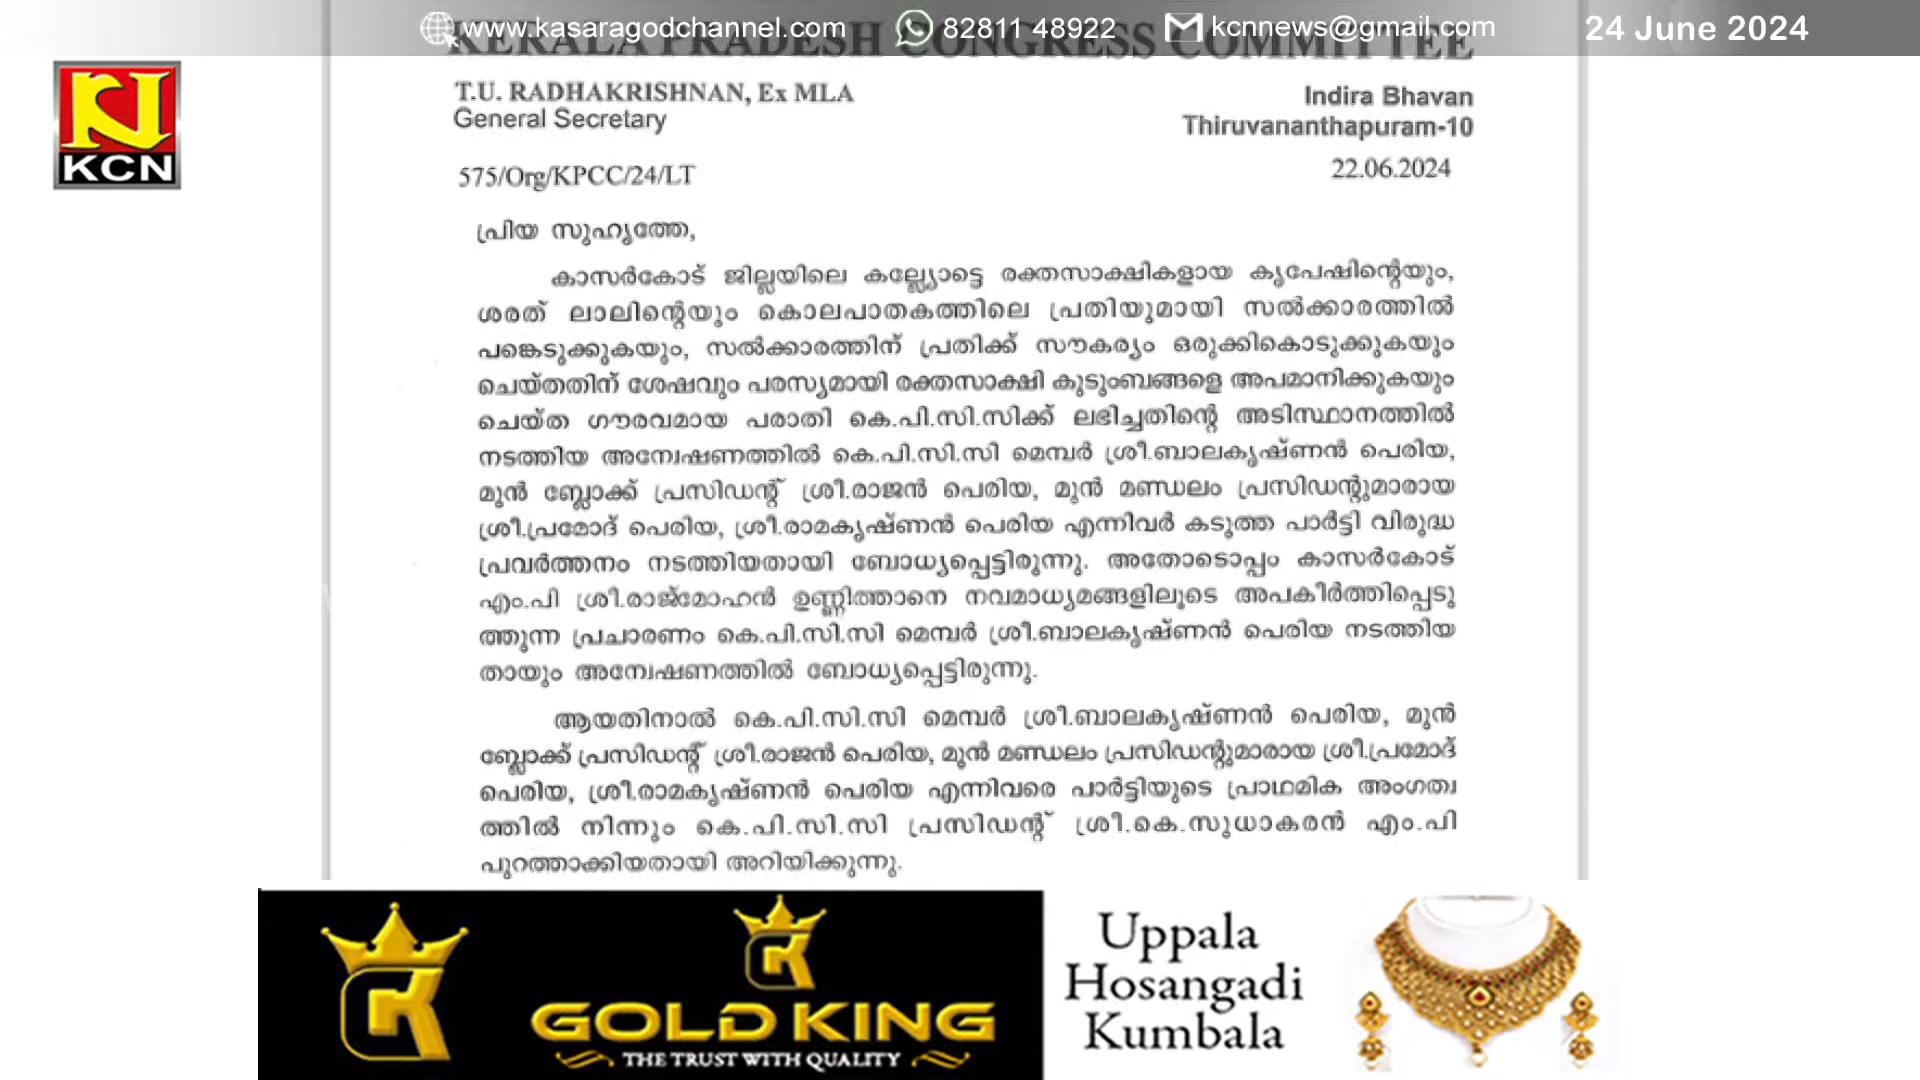 www.kasaragodchannel.com 82811 48922 kcnnews@gmail.com 24 June 2024
KERALA PRADESH CONGRESS COMMITTEE
KCN
T.U. RADHAKRISHNAN, Ex MLA
General Secretary
Indira Bhavan
Thiruvananthapuram-10
575/Org/KPCC/24/LT
22.06.2024
പ്രിയ സുഹൃത്തേ,
കാസർകോട് ജില്ലയിലെ കല്ല്യോട്ടെ രക്തസാക്ഷികളായ കൃപേഷിന്റെയും,
ശരത് ലാലിന്റെയും കൊലപാതകത്തിലെ പ്രതിയുമായി സൽക്കാരത്തിൽ
പങ്കെടുക്കുകയും, സൽക്കാരത്തിന് പ്രതിക്ക് സൗകര്യം ഒരുക്കികൊടുക്കുകയും
ചെയ്തതിന് ശേഷവും പരസ്യമായി രക്തസാക്ഷി കുടുംബങ്ങളെ അപമാനിക്കുകയും
ചെയ്ത ഗൗരവമായ പരാതി കെ.പി.സി.സിക്ക് ലഭിച്ചതിന്റെ അടിസ്ഥാനത്തിൽ
നടത്തിയ അന്വേഷണത്തിൽ കെ.പി.സി.സി മെമ്പർ ശ്രീ.ബാലകൃഷ്ണൻ പെരിയ,
മുൻ ബ്ലോക്ക് പ്രസിഡന്റ് ശ്രീ.രാജൻ പെരിയ, മുൻ മണ്ഡലം പ്രസിഡന്റുമാരായ
ശ്രീ.പ്രമോദ് പെരിയ, ശ്രീ.രാമകൃഷ്ണൻ പെരിയ എന്നിവർ കടുത്ത പാർട്ടി വിരുദ്ധ
പ്രവർത്തനം നടത്തിയതായി ബോധ്യപ്പെട്ടിരുന്നു. അതോടൊപ്പം കാസർകോട്
എം.പി ശ്രീ.രാജ്മോഹൻ ഉണ്ണിത്താനെ നവമാധ്യമങ്ങളിലൂടെ അപകീർത്തിപ്പെടു
ത്തുന്ന പ്രചാരണം കെ.പി.സി.സി മെമ്പർ ശ്രീ.ബാലകൃഷ്ണൻ പെരിയ നടത്തിയ
തായും അന്വേഷണത്തിൽ ബോധ്യപ്പെട്ടിരുന്നു.
ആയതിനാൽ കെ.പി.സി.സി മെമ്പർ ശ്രീ.ബാലകൃഷ്ണൻ പെരിയ, മുൻ
ബ്ലോക്ക് പ്രസിഡന്റ് ശ്രീ.രാജൻ പെരിയ, മുൻ മണ്ഡലം പ്രസിഡന്റുമാരായ ശ്രീ.പ്രമോദ്
പെരിയ, ശ്രീ.രാമകൃഷ്ണൻ പെരിയ എന്നിവരെ പാർട്ടിയുടെ പ്രാഥമിക അംഗത്വ
ത്തിൽ നിന്നും കെ.പി.സി.സി പ്രസിഡന്റ് ശ്രീ.കെ.സുധാകരൻ എം.പി
പുറത്താക്കിയതായി അറിയിക്കുന്നു.
GOLD KING
THE TRUST WITH QUALITY
Uppala
Hosangadi
Kumbala